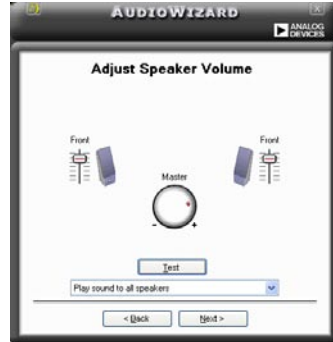 AUDIOWIZARD
ANALOG
DEVICES
Adjust Speaker Volume
Front
Front
Master
- +
Test
Play sound to all speakers
< Back Next >